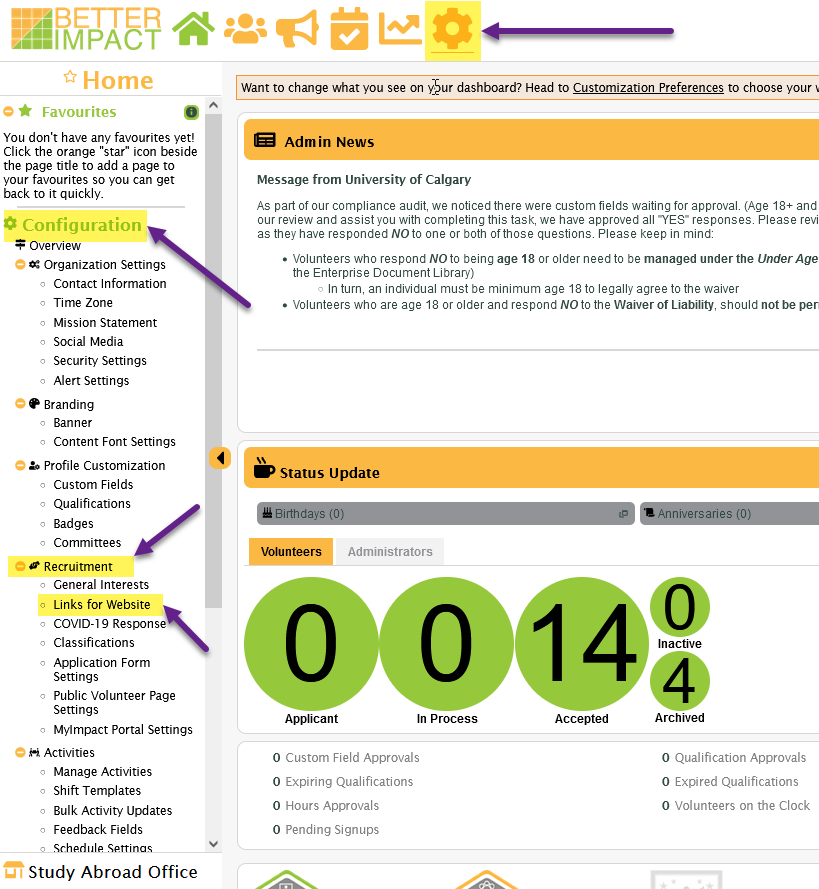 BETTER
IMPACT
Home
Favourites
You don't have any favourites yet!
Click the orange "star" icon beside
the page title to add a page to
your favourites so you can get
back to it quickly.
Configuration
Overview
Organization Settings
Contact Information
Time Zone
Mission Statement
Social Media
Security Settings
Alert Settings
Branding
Banner
Content Font Settings
Profile Customization
Custom Fields
Qualifications
Badges
Committees
Recruitment
General Interests
Links for Website
COVID-19 Response
Classifications
Application Form
Settings
Public Volunteer Page
Settings
MyImpact Portal Settings
Activities
Manage Activities
Shift Templates
Bulk Activity Updates
Feedback Fields
Schedule Settings
Study Abroad Office
Want to change what you see on your dashboard? Head to Customization Preferences to choose your
Admin News
Message from University of Calgary
As part of our compliance audit, we noticed there were custom fields waiting for approval. (Age 18+ and
our review and assist you with completing this task, we have approved all "YES" responses. Please revi
as they have responded NO to one or both of those questions. Please keep in mind:
• Volunteers who respond NO to being age 18 or older need to be managed under the Under Age
the Enterprise Document Library)
○ In turn, an individual must be minimum age 18 to legally agree to the waiver
• Volunteers who are age 18 or older and respond NO to the Waiver of Liability, should not be per
Status Update
Birthdays (0)
Anniversaries (0)
Volunteers
Administrators
0
Applicant
0
In Process
14
Accepted
0
Inactive
4
Archived
0 Custom Field Approvals
0 Qualification Approvals
0 Expiring Qualifications
0 Expired Qualifications
0 Hours Approvals
0 Volunteers on the Clock
0 Pending Signups